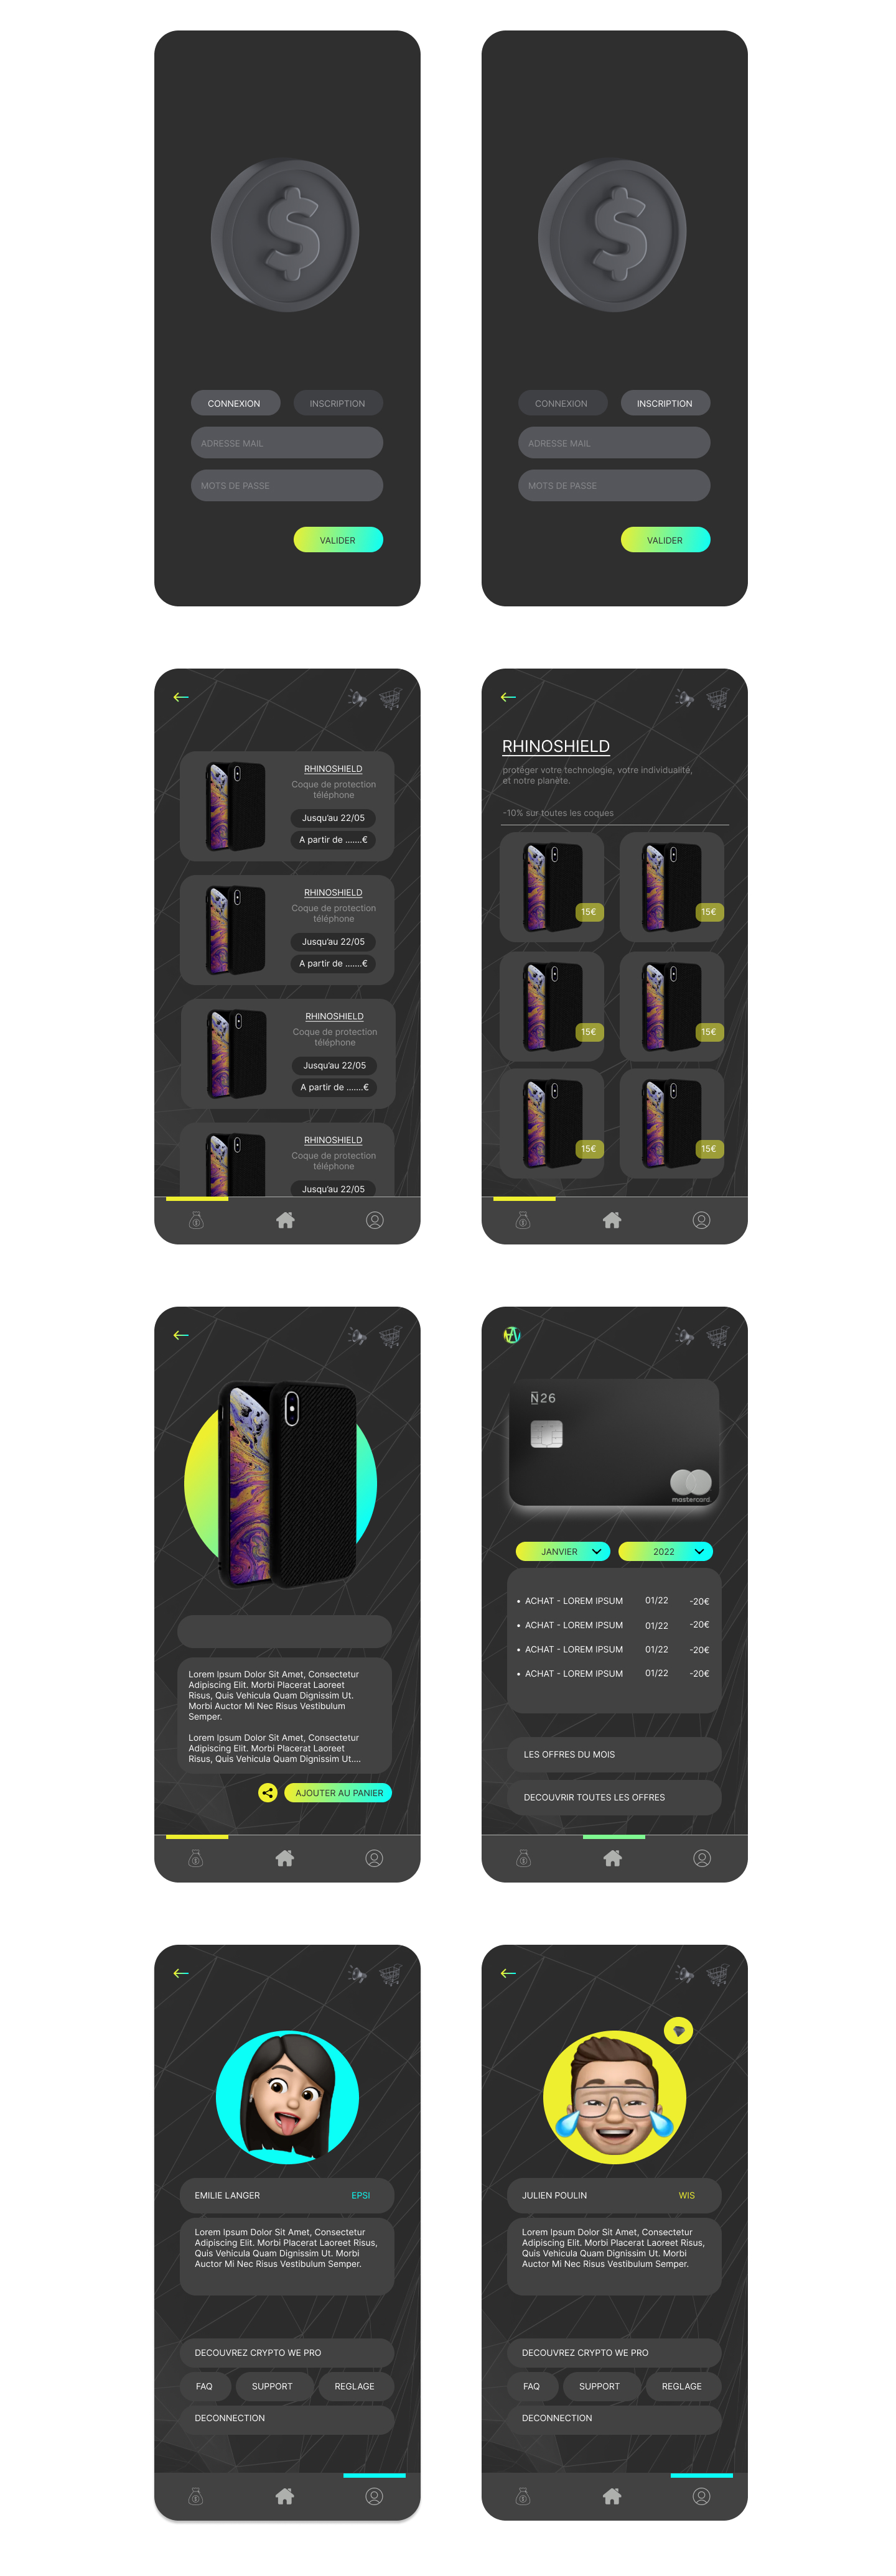 CONNEXION INSCRIPTION
ADRESSE MAIL
MOTS DE PASSE
VALIDER
CONNEXION INSCRIPTION
ADRESSE MAIL
MOTS DE PASSE
VALIDER
RHINOSHIELD
Coque de protection
téléphone
Jusqu'au 22/05
A partir de .......€
RHINOSHIELD
Coque de protection
téléphone
Jusqu'au 22/05
A partir de .......€
RHINOSHIELD
Coque de protection
téléphone
Jusqu'au 22/05
A partir de .......€
RHINOSHIELD
Coque de protection
téléphone
Jusqu'au 22/05
RHINOSHIELD
protéger votre technologie, votre individualité,
et notre planète.
-10% sur toutes les coques
15€ 15€
15€ 15€
15€ 15€
Lorem Ipsum Dolor Sit Amet, Consectetur
Adipiscing Elit. Morbi Placerat Laoreet
Risus, Quis Vehicula Quam Dignissim Ut.
Morbi Auctor Mi Nec Risus Vestibulum
Semper.
Lorem Ipsum Dolor Sit Amet, Consectetur
Adipiscing Elit. Morbi Placerat Laoreet
Risus, Quis Vehicula Quam Dignissim Ut....
AJOUTER AU PANIER
N26
mastercard
JANVIER 2022
• ACHAT - LOREM IPSUM 01/22 -20€
• ACHAT - LOREM IPSUM 01/22 -20€
• ACHAT - LOREM IPSUM 01/22 -20€
• ACHAT - LOREM IPSUM 01/22 -20€
LES OFFRES DU MOIS
DECOUVRIR TOUTES LES OFFRES
EMILIE LANGER EPSI
Lorem Ipsum Dolor Sit Amet, Consectetur
Adipiscing Elit. Morbi Placerat Laoreet Risus,
Quis Vehicula Quam Dignissim Ut. Morbi
Auctor Mi Nec Risus Vestibulum Semper.
DECOUVREZ CRYPTO WE PRO
FAQ SUPPORT REGLAGE
DECONNECTION
JULIEN POULIN WIS
Lorem Ipsum Dolor Sit Amet, Consectetur
Adipiscing Elit. Morbi Placerat Laoreet Risus,
Quis Vehicula Quam Dignissim Ut. Morbi
Auctor Mi Nec Risus Vestibulum Semper.
DECOUVREZ CRYPTO WE PRO
FAQ SUPPORT REGLAGE
DECONNECTION